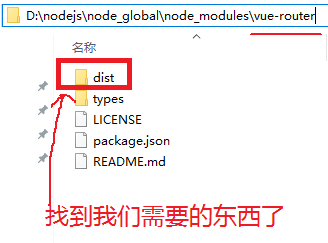 D:\nodejs\node_global\node_modules\vue-router
名称
dist
types
LICENSE
package.json
README.md
找到我们需要的东西了